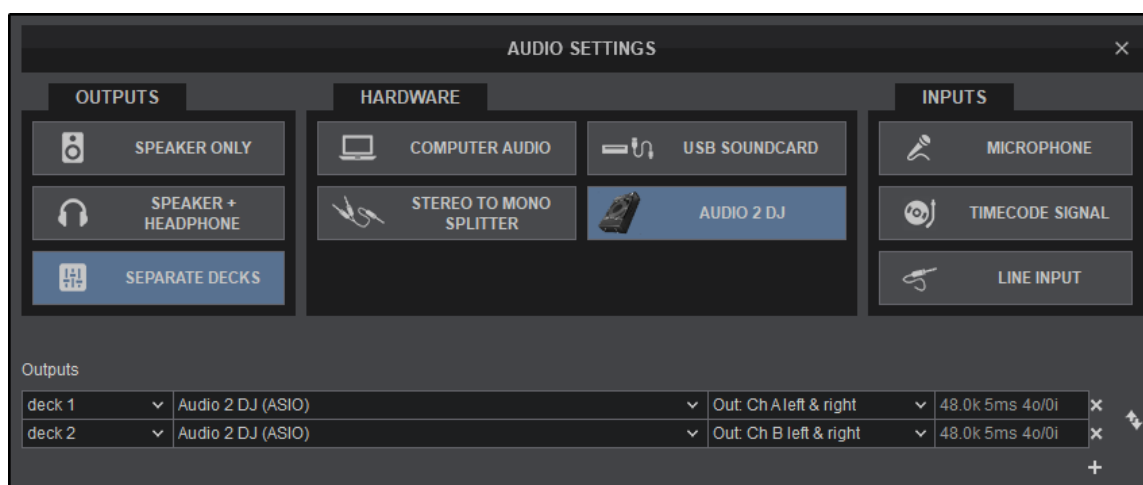 AUDIO SETTINGS
OUTPUTS
SPEAKER ONLY
SPEAKER +
HEADPHONE
SEPARATE DECKS
HARDWARE
COMPUTER AUDIO
USB SOUNDCARD
STEREO TO MONO
SPLITTER
AUDIO 2 DJ
INPUTS
MICROPHONE
TIMECODE SIGNAL
LINE INPUT
Outputs
deck 1 Audio 2 DJ (ASIO) Out: Ch A left & right 48.0k 5ms 4o/0i
deck 2 Audio 2 DJ (ASIO) Out: Ch B left & right 48.0k 5ms 4o/0i